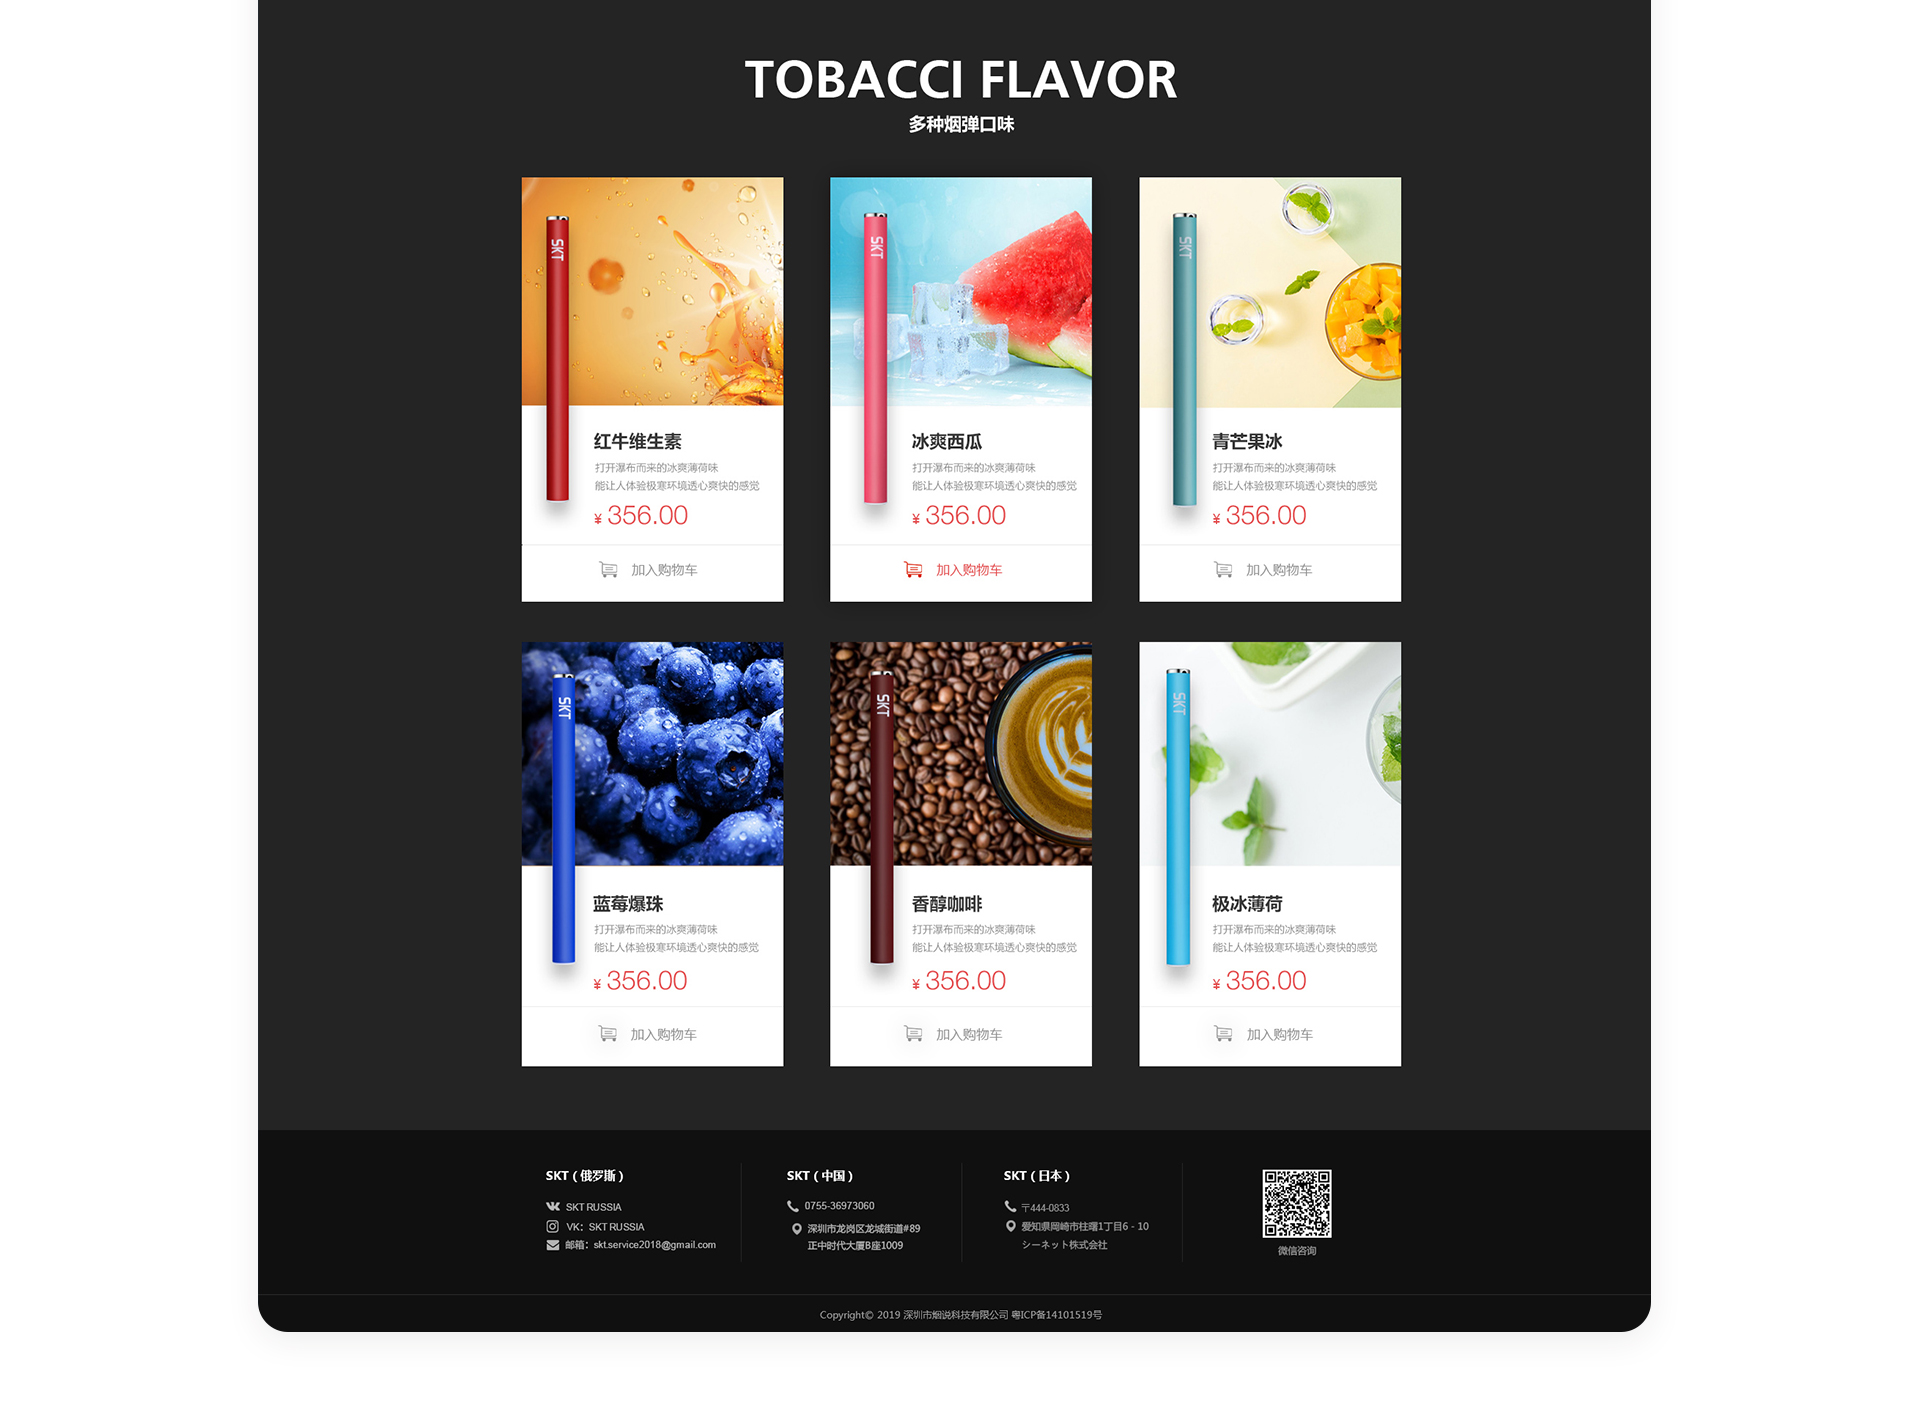 TOBACCI FLAVOR
多种烟弹口味
SKT
红牛维生素
打开瀑布而来的冰爽薄荷味
能让人体验极寒环境透心爽快的感觉
¥ 356.00
加入购物车
SKT
冰爽西瓜
打开瀑布而来的冰爽薄荷味
能让人体验极寒环境透心爽快的感觉
¥ 356.00
加入购物车
SKT
青芒果冰
打开瀑布而来的冰爽薄荷味
能让人体验极寒环境透心爽快的感觉
¥ 356.00
加入购物车
SKT
蓝莓爆珠
打开瀑布而来的冰爽薄荷味
能让人体验极寒环境透心爽快的感觉
¥ 356.00
加入购物车
SKT
香醇咖啡
打开瀑布而来的冰爽薄荷味
能让人体验极寒环境透心爽快的感觉
¥ 356.00
加入购物车
SKT
极冰薄荷
打开瀑布而来的冰爽薄荷味
能让人体验极寒环境透心爽快的感觉
¥ 356.00
加入购物车
SKT（俄罗斯）
SKT RUSSIA
VK：SKT RUSSIA
邮箱：skt.service2018@gmail.com
SKT（中国）
0755-36973060
深圳市龙岗区龙城街道#89
正中时代大厦B座1009
SKT（日本）
〒444-0833
愛知県岡崎市柱曙1丁目6 - 10
シーネット株式会社
微信咨询
Copyright© 2019 深圳市烟说科技有限公司 粤ICP备14101519号